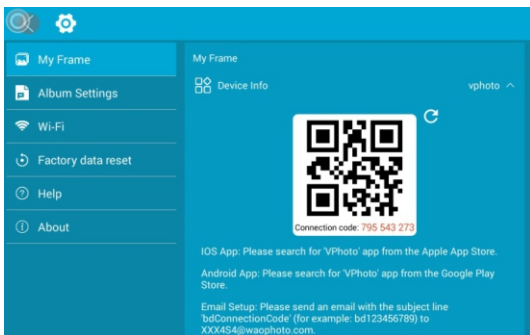 My Frame
Album Settings
Wi-Fi
Factory data reset
Help
About
My Frame
Device Info
vphoto
Connection code: 795 543 273
IOS App: Please search for 'VPhoto' app from the Apple App Store.
Android App: Please search for 'VPhoto' app from the Google Play
Store.
Email Setup: Please send an email with the subject line
'bdConnectionCode' (for example: bd123456789) to
XXX4S4@waophoto.com.